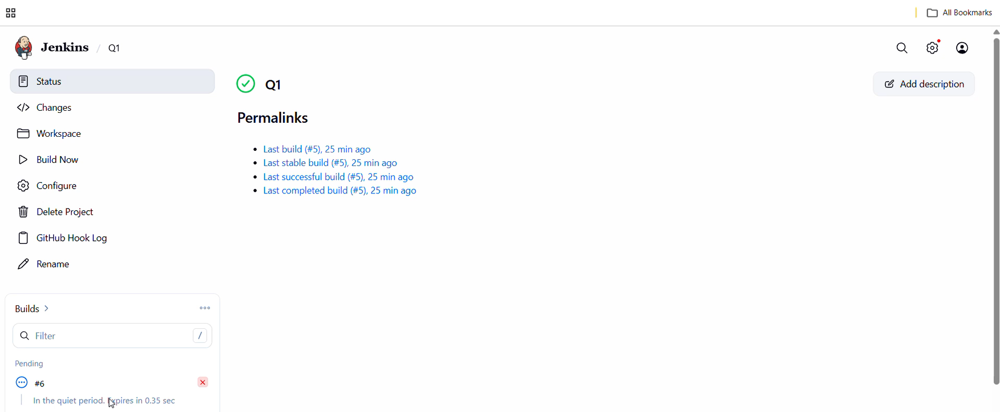 All Bookmarks
Jenkins / Q1
Status
Changes
Workspace
Build Now
Configure
Delete Project
GitHub Hook Log
Rename
Q1
Add description
Permalinks
Last build (#5), 25 min ago
Last stable build (#5), 25 min ago
Last successful build (#5), 25 min ago
Last completed build (#5), 25 min ago
Builds
Filter /
Pending
#6
In the quiet period. Expires in 0.35 sec